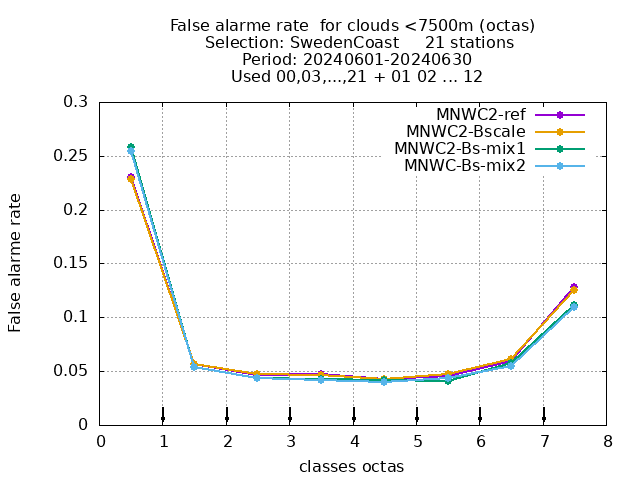 False alarme rate  for clouds <7500m (octas)
Selection: SwedenCoast     21 stations
Period: 20240601-20240630
Used 00,03,...,21 + 01 02 ... 12
MNWC2-ref
MNWC2-Bscale
MNWC2-Bs-mix1
MNWC-Bs-mix2
False alarme rate
0.3
0.25
0.2
0.15
0.1
0.05
0
0 1 2 3 4 5 6 7 8
classes octas